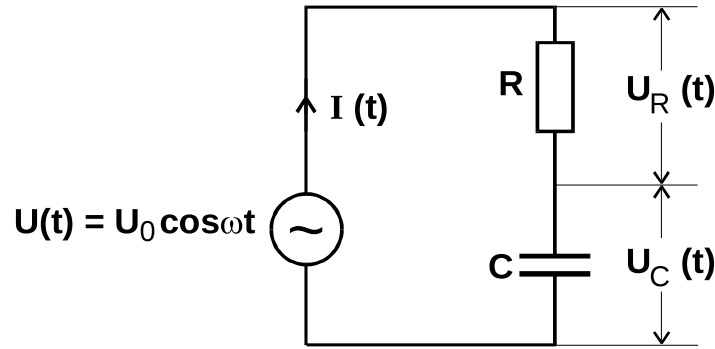 R
U_R (t)
I (t)
U(t) = U_0 cosωt
~
C
U_C (t)